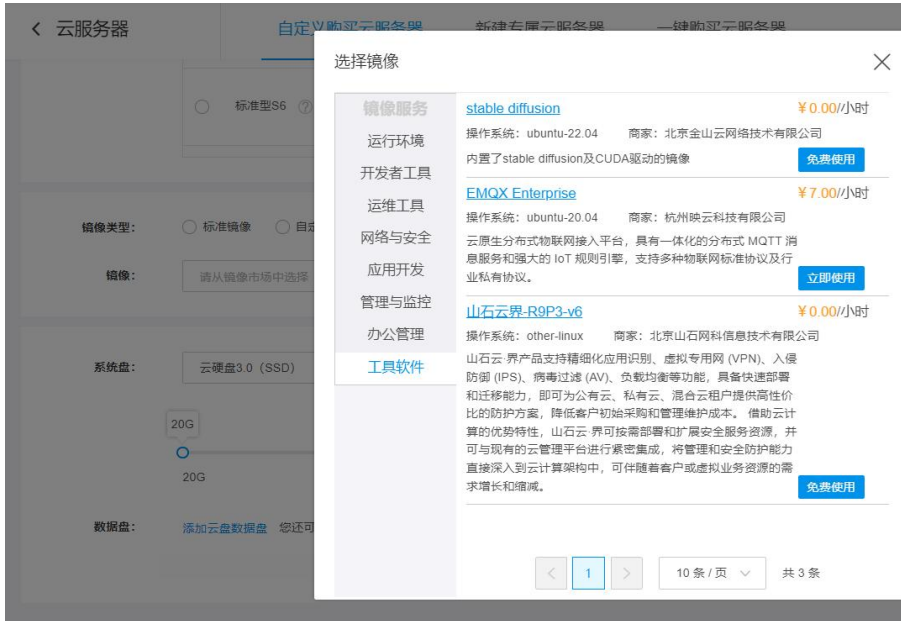 云服务器
自定义购买云服务器
新建专属云服务器
一键购买云服务器
标准型S6
镜像类型：
标准镜像
镜像：
请从镜像市场中选择
系统盘：
云硬盘3.0（SSD）
20G
20G
数据盘：
添加云盘数据盘 您还可
选择镜像
镜像服务
运行环境
开发者工具
运维工具
网络与安全
应用开发
管理与监控
办公管理
工具软件
stable diffusion ¥0.00/小时
操作系统：ubuntu-22.04 商家：北京金山云网络技术有限公司
内置了stable diffusion及CUDA驱动的镜像 免费使用
EMQX Enterprise ¥7.00/小时
操作系统：ubuntu-20.04 商家：杭州映云科技有限公司
云原生分布式物联网接入平台，具有一体化的分布式 MQTT 消
息服务和强大的 IoT 规则引擎，支持多种物联网标准协议及行
业私有协议。 立即使用
山石云界-R9P3-v6 ¥0.00/小时
操作系统：other-linux 商家：北京山石网科信息技术有限公司
山石云·界产品支持精细化应用识别、虚拟专用网 (VPN)、入侵
防御 (IPS)、病毒过滤 (AV)、负载均衡等功能，具备快速部署
和迁移能力，即可为公有云、私有云、混合云租户提供高性价
比的防护方案，降低客户初始采购和管理维护成本。 借助云计
算的优势特性，山石云·界可按需部署和扩展安全服务资源，并
可与现有的云管理平台进行紧密集成，将管理和安全防护能力
直接深入到云计算架构中，可伴随着客户或虚拟业务资源的需
求增长和缩减。 免费使用
1
10 条 / 页
共 3 条